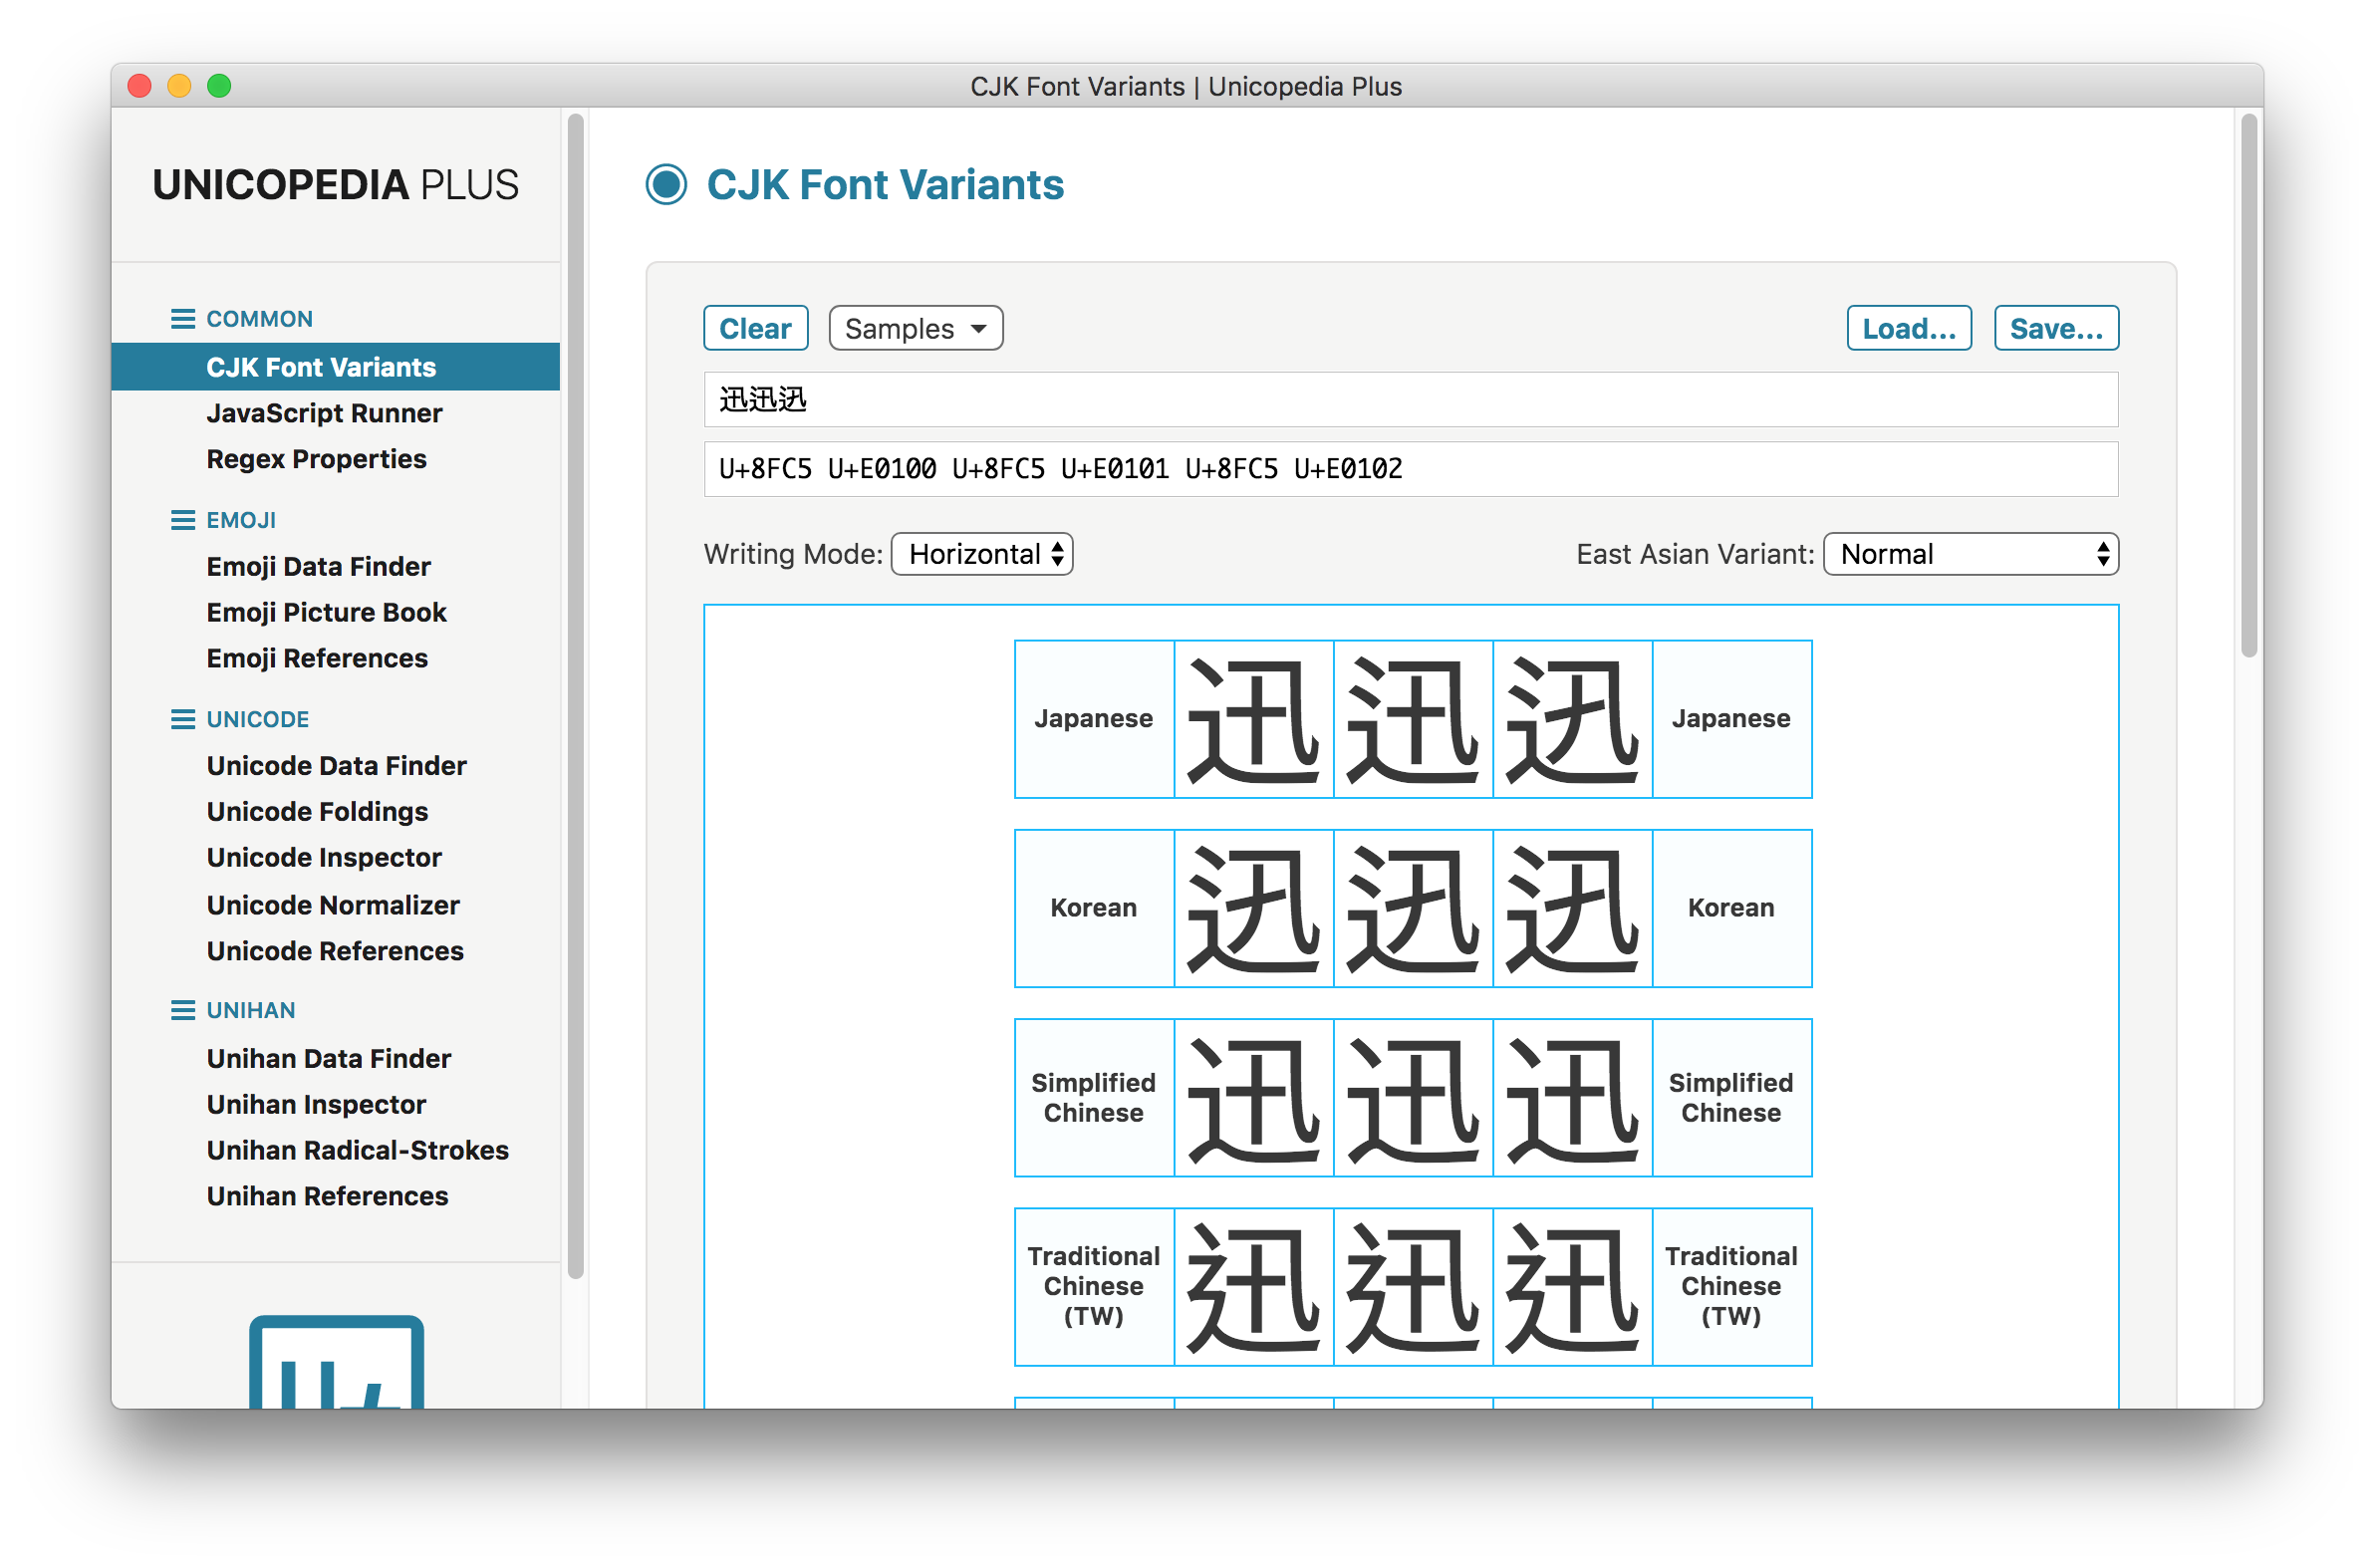 CJK Font Variants | Unicopedia Plus
UNICOPEDIA PLUS
COMMON
CJK Font Variants
JavaScript Runner
Regex Properties
EMOJI
Emoji Data Finder
Emoji Picture Book
Emoji References
UNICODE
Unicode Data Finder
Unicode Foldings
Unicode Inspector
Unicode Normalizer
Unicode References
UNIHAN
Unihan Data Finder
Unihan Inspector
Unihan Radical-Strokes
Unihan References
U+
CJK Font Variants
Clear Samples Load... Save...
迅󠄀迅󠄁迅󠄂
U+8FC5 U+E0100 U+8FC5 U+E0101 U+8FC5 U+E0102
Writing Mode: Horizontal East Asian Variant: Normal
Japanese 迅󠄀 迅󠄁 迅󠄂 Japanese
Korean 迅󠄀 迅󠄁 迅󠄂 Korean
Simplified Chinese 迅󠄀 迅󠄁 迅󠄂 Simplified Chinese
Traditional Chinese (TW) 迅󠄀 迅󠄁 迅󠄂 Traditional Chinese (TW)